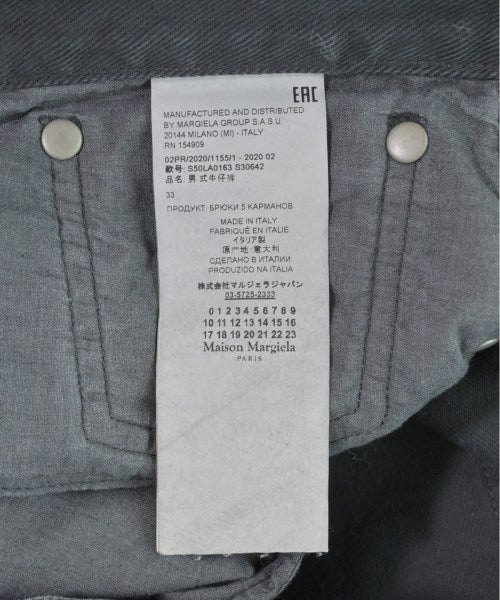 EAC
MANUFACTURED AND DISTRIBUTED
BY MARGIELA GROUP S.A.S.U.
20144 MILANO (MI) - ITALY
RN 154909
02PR/2020/1155/1 - 2020 02
款号: S50LA0163 S30642
品名: 男式牛仔裤
33
ПРОДУКТ: БРЮКИ 5 КАРМАНОВ
MADE IN ITALY
FABRIQUÉ EN ITALIE
イタリア製
原产地: 意大利
СДЕЛАНО В ИТАЛИИ
PRODUZIDO NA ITALIA
株式会社マルジェラジャパン
03-5725-2333
0 1 2 3 4 5 6 7 8 9
10 11 12 13 14 15 16
17 18 19 20 21 22 23
Maison Margiela
PARIS